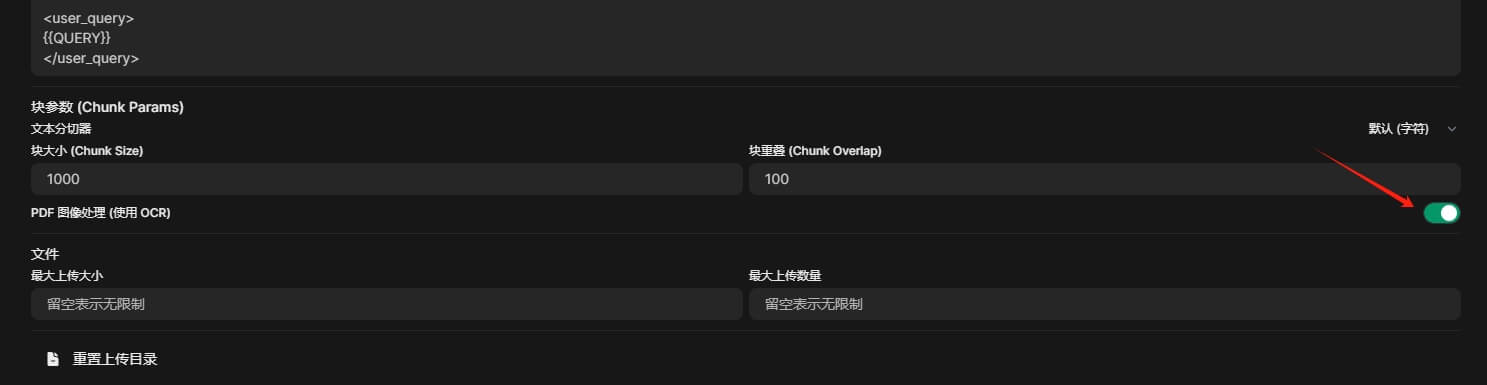 <user_query>
{{QUERY}}
</user_query>
块参数 (Chunk Params)
文本分切器 默认 (字符)
块大小 (Chunk Size) 块重叠 (Chunk Overlap)
1000 100
PDF 图像处理 (使用 OCR)
文件
最大上传大小 最大上传数量
留空表示无限制 留空表示无限制
重置上传目录